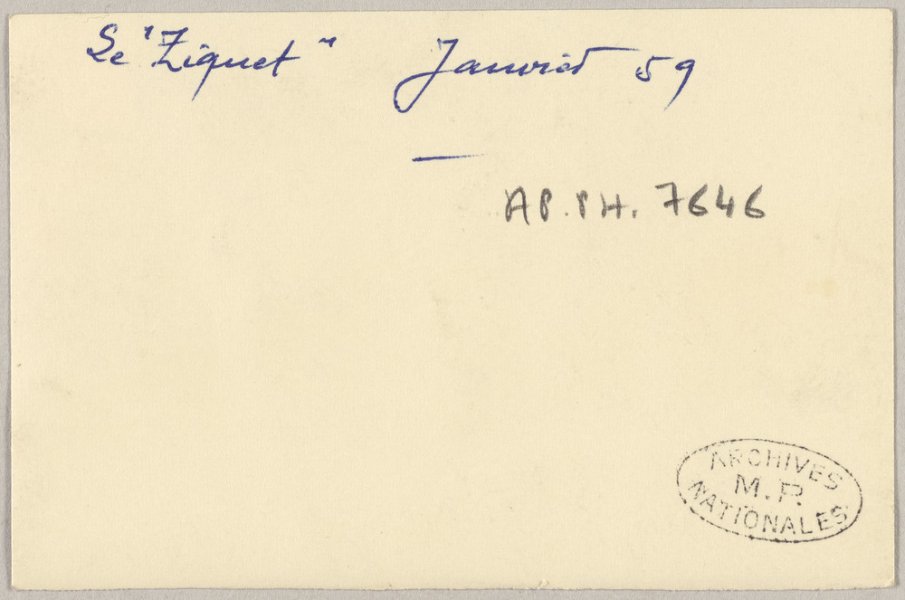 Le "Ziquet" Janvier 59
AP.PH. 7646
ARCHIVES
M.P.
NATIONALES